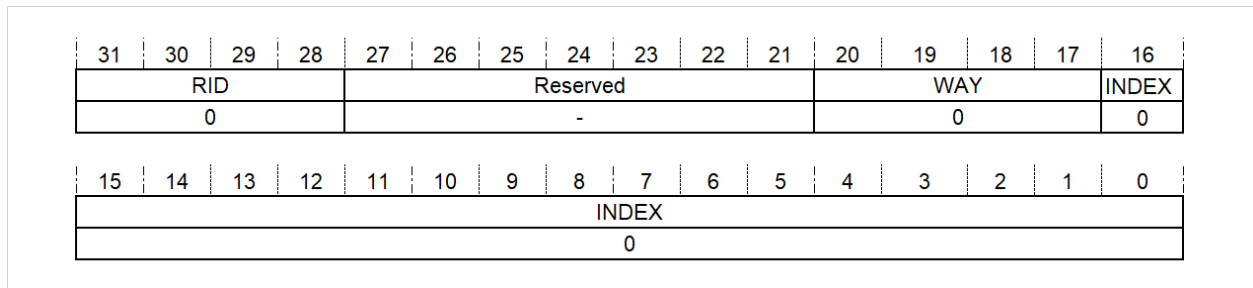 31 30 29 28 27 26 25 24 23 22 21 20 19 18 17 16
RID Reserved WAY INDEX
0 - 0 0
15 14 13 12 11 10 9 8 7 6 5 4 3 2 1 0
INDEX
0